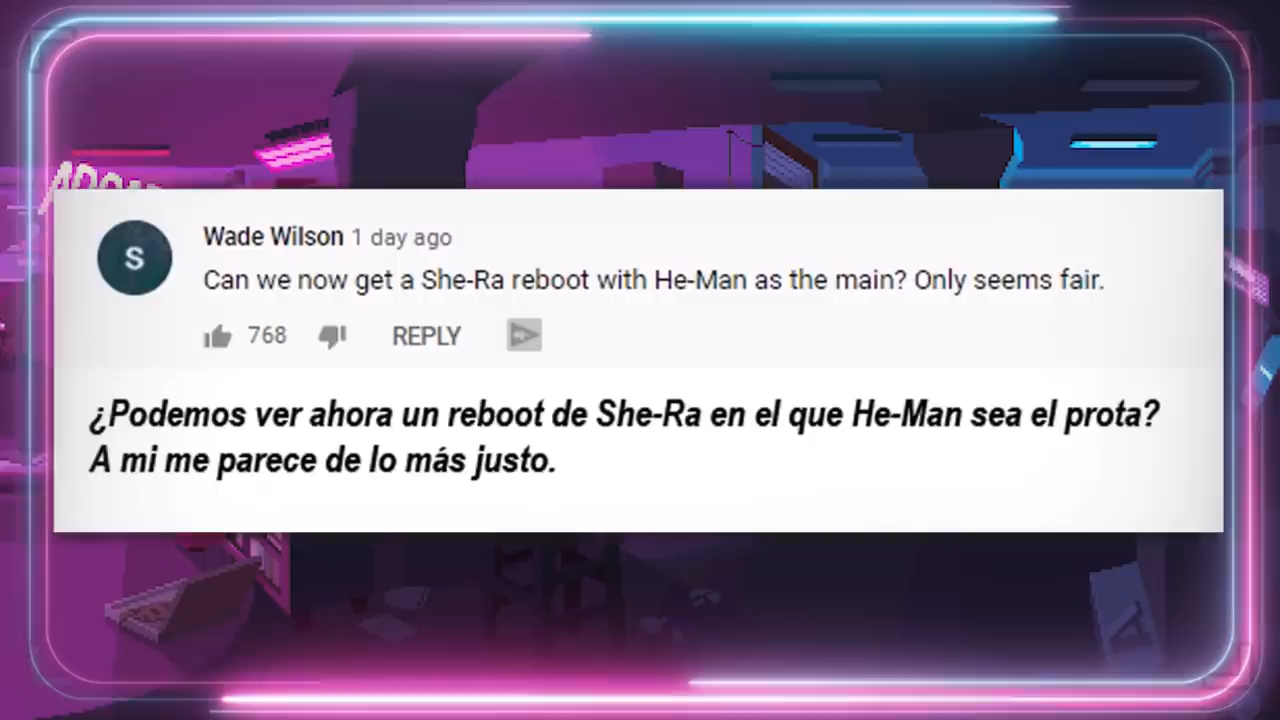 S
Wade Wilson 1 day ago
Can we now get a She-Ra reboot with He-Man as the main? Only seems fair.
768 REPLY
¿Podemos ver ahora un reboot de She-Ra en el que He-Man sea el prota?
A mi me parece de lo más justo.